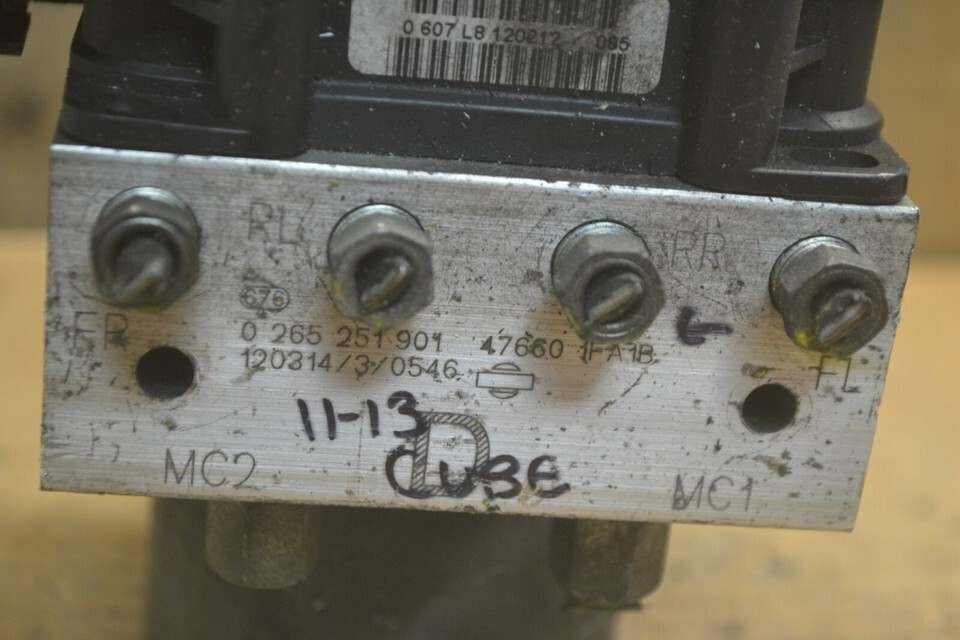 0 607 L8 120212 085
RL
RR
676
0 265 251 901 47660 1FA1B
FR
120314/3/0546
FL
11-13
D
CUBE
MC2
MC1